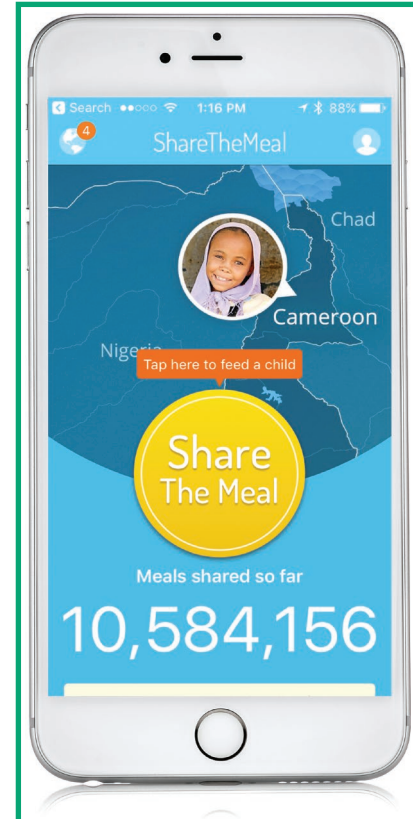 Search 1:16 PM 88%
4
ShareTheMeal
Chad
Cameroon
Nigeria
Tap here to feed a child
Share
The Meal
Meals shared so far
10,584,156